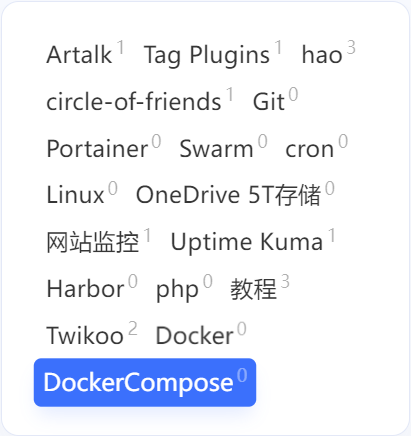 Artalk 1 Tag Plugins 1 hao 3
circle-of-friends 1 Git 0
Portainer 0 Swarm 0 cron 0
Linux 0 OneDrive 5T存储 0
网站监控 1 Uptime Kuma 1
Harbor 0 php 0 教程 3
Twikoo 2 Docker 0
DockerCompose 0